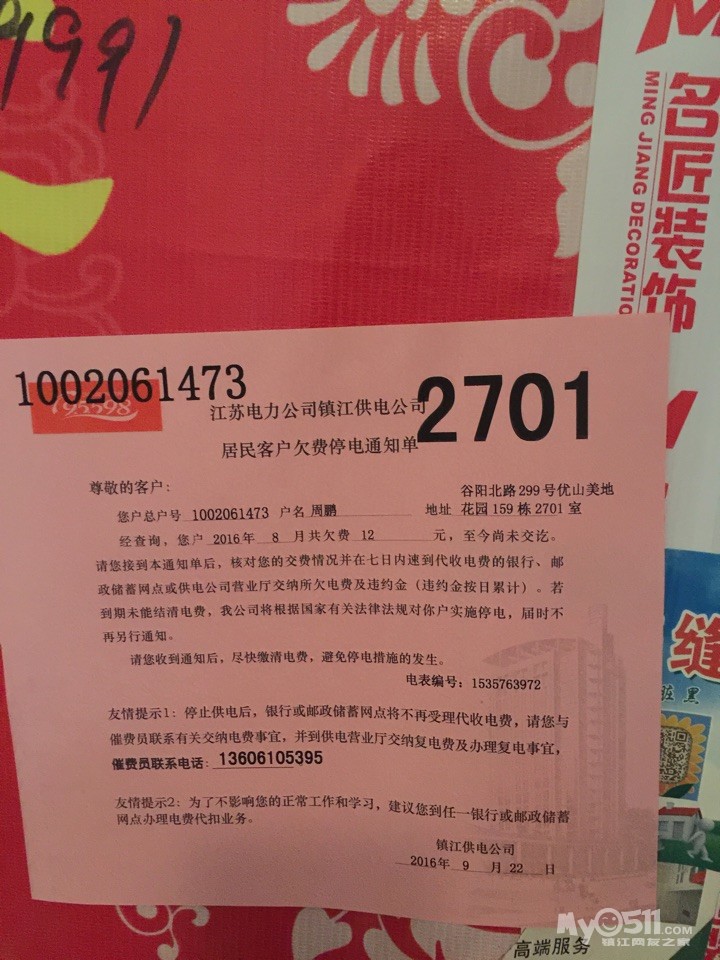 9991
名匠装饰
MING JIANG DECORATIO
1002061473
95598
2701
江苏电力公司镇江供电公司
居民客户欠费停电通知单
尊敬的客户：
谷阳北路299号优山美地
您户总户号 1002061473 户名 周鹏 地址 花园159栋2701室
经查询，您户 2016年 8 月共欠费 12 元，至今尚未交讫。
请您接到本通知单后，核对您的交费情况并在七日内速到代收电费的银行、邮
政储蓄网点或供电公司营业厅交纳所欠电费及违约金（违约金按日累计）。若
到期未能结清电费，我公司将根据国家有关法律法规对你户实施停电，届时不
再另行通知。
请您收到通知后，尽快缴清电费，避免停电措施的发生。
电表编号：1535763972
友情提示1：停止供电后，银行或邮政储蓄网点将不再受理代收电费，请您与
催费员联系有关交纳电费事宜，并到供电营业厅交纳复电费及办理复电事宜，
催费员联系电话：13606105395
友情提示2：为了不影响您的正常工作和学习，建议您到任一银行或邮政储蓄
网点办理电费代扣业务。
镇江供电公司
2016年 9 月 22 日
缝
脏 黑
高端服务
My0511.com
镇江网友之家